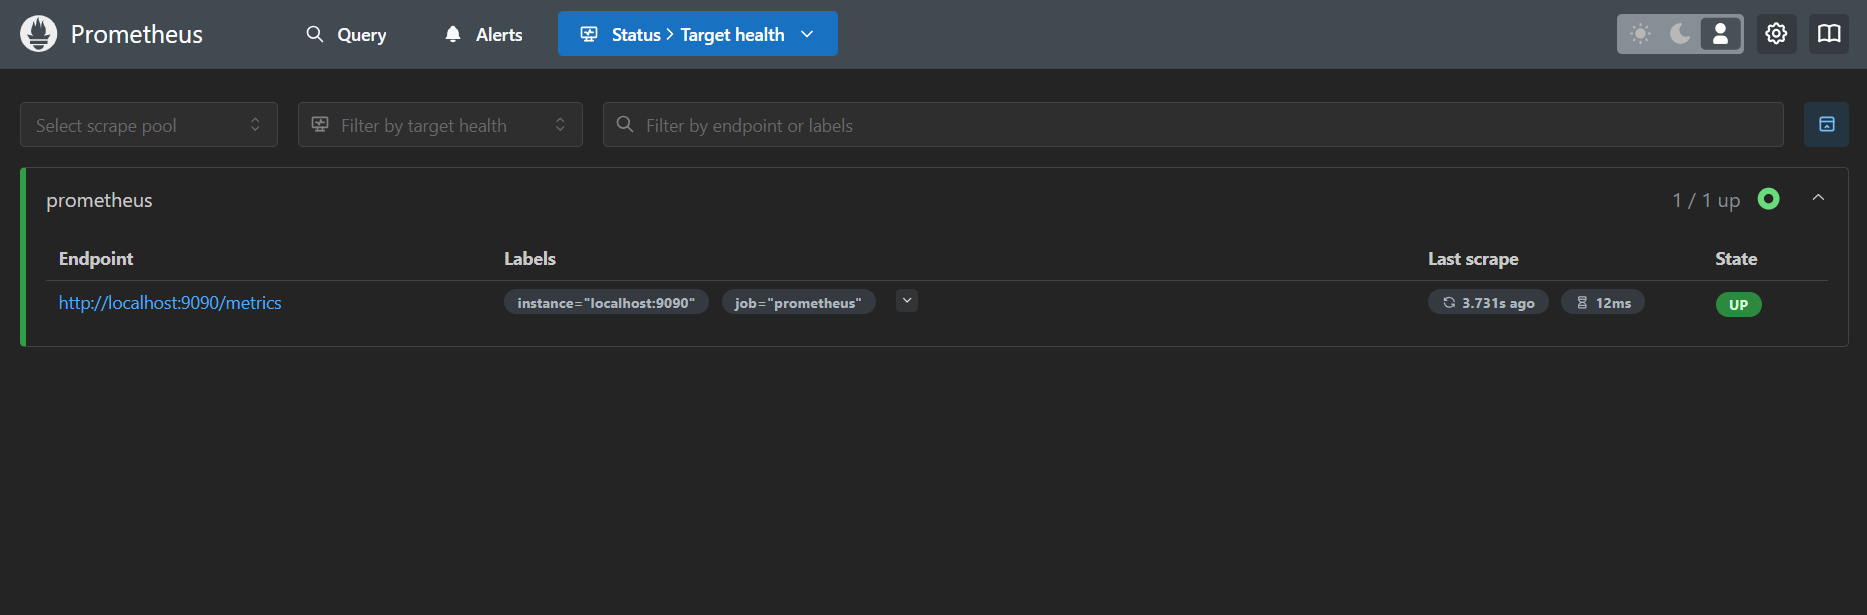 Prometheus Query Alerts Status > Target health
Select scrape pool Filter by target health Filter by endpoint or labels
prometheus 1 / 1 up
Endpoint Labels Last scrape State
http://localhost:9090/metrics instance="localhost:9090" job="prometheus" 3.731s ago 12ms UP